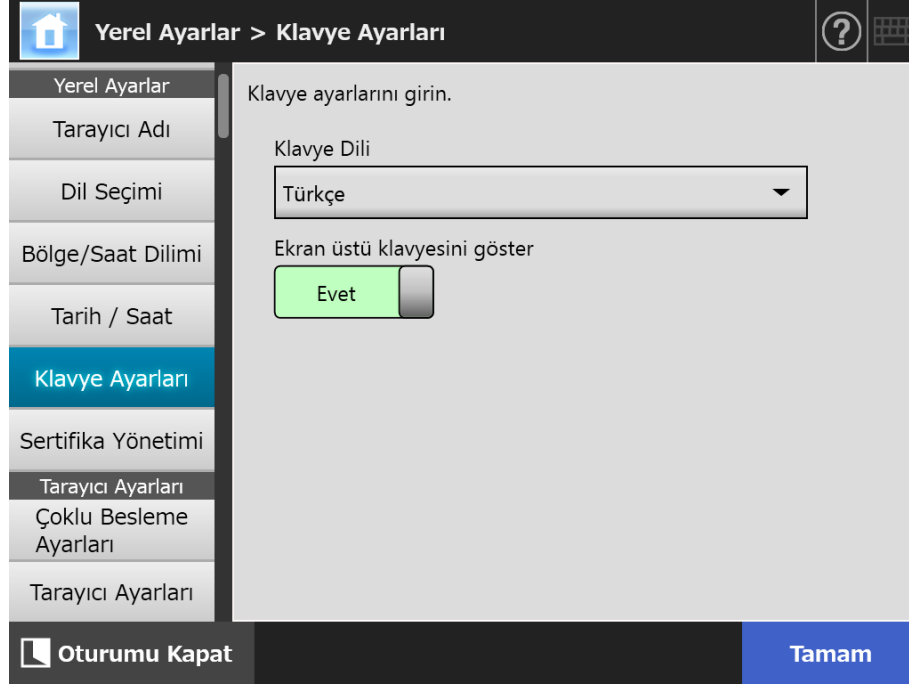 Yerel Ayarlar > Klavye Ayarları
?
Yerel Ayarlar
Tarayıcı Adı
Dil Seçimi
Bölge/Saat Dilimi
Tarih / Saat
Klavye Ayarları
Sertifika Yönetimi
Tarayıcı Ayarları
Çoklu Besleme
Ayarları
Tarayıcı Ayarları
Klavye ayarlarını girin.
Klavye Dili
Türkçe
Ekran üstü klavyesini göster
Evet
Oturumu Kapat
Tamam